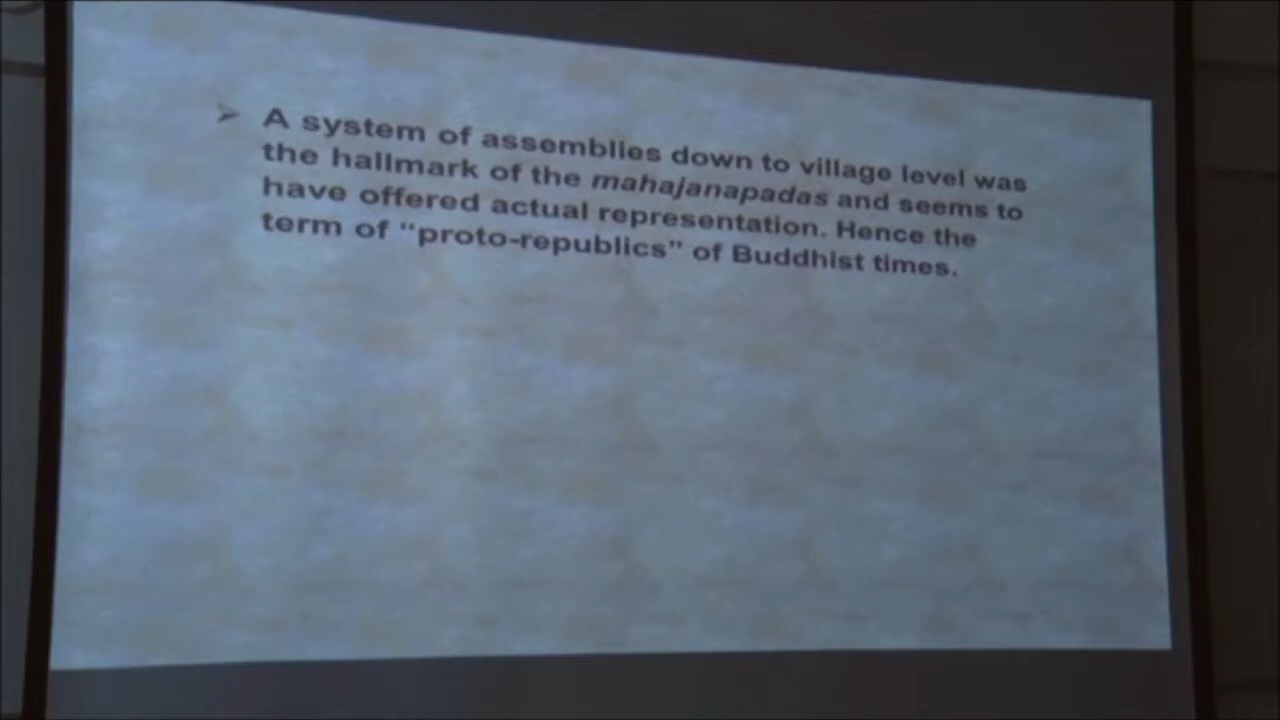 ➢ A system of assemblies down to village level was
the hallmark of the mahajanapadas and seems to
have offered actual representation. Hence the
term of “proto-republics” of Buddhist times.